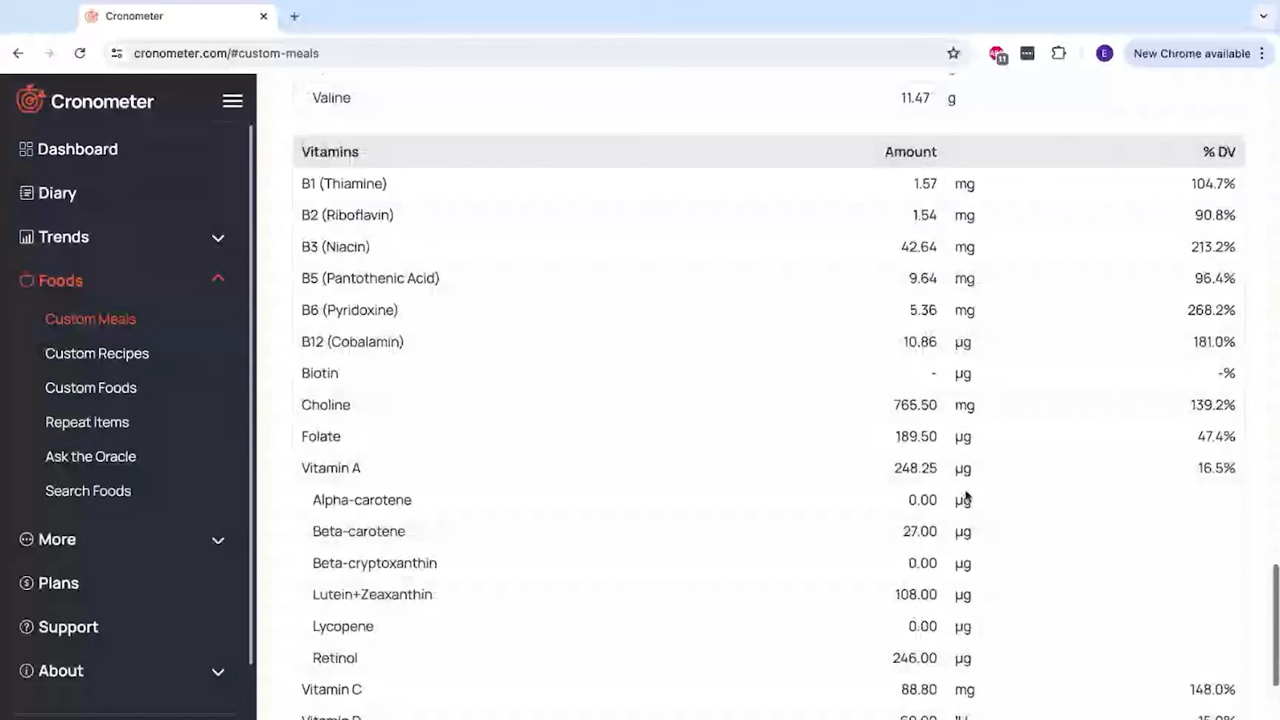 Cronometer
cronometer.com/#custom-meals
11
E
New Chrome available
Cronometer
Dashboard
Diary
Trends
Foods
Custom Meals
Custom Recipes
Custom Foods
Repeat Items
Ask the Oracle
Search Foods
More
Plans
Support
About
Valine 11.47 g
Vitamins Amount % DV
B1 (Thiamine) 1.57 mg 104.7%
B2 (Riboflavin) 1.54 mg 90.8%
B3 (Niacin) 42.64 mg 213.2%
B5 (Pantothenic Acid) 9.64 mg 96.4%
B6 (Pyridoxine) 5.36 mg 268.2%
B12 (Cobalamin) 10.86 µg 181.0%
Biotin - µg -%
Choline 765.50 mg 139.2%
Folate 189.50 µg 47.4%
Vitamin A 248.25 µg 16.5%
Alpha-carotene 0.00 µg
Beta-carotene 27.00 µg
Beta-cryptoxanthin 0.00 µg
Lutein+Zeaxanthin 108.00 µg
Lycopene 0.00 µg
Retinol 246.00 µg
Vitamin C 88.80 mg 148.0%